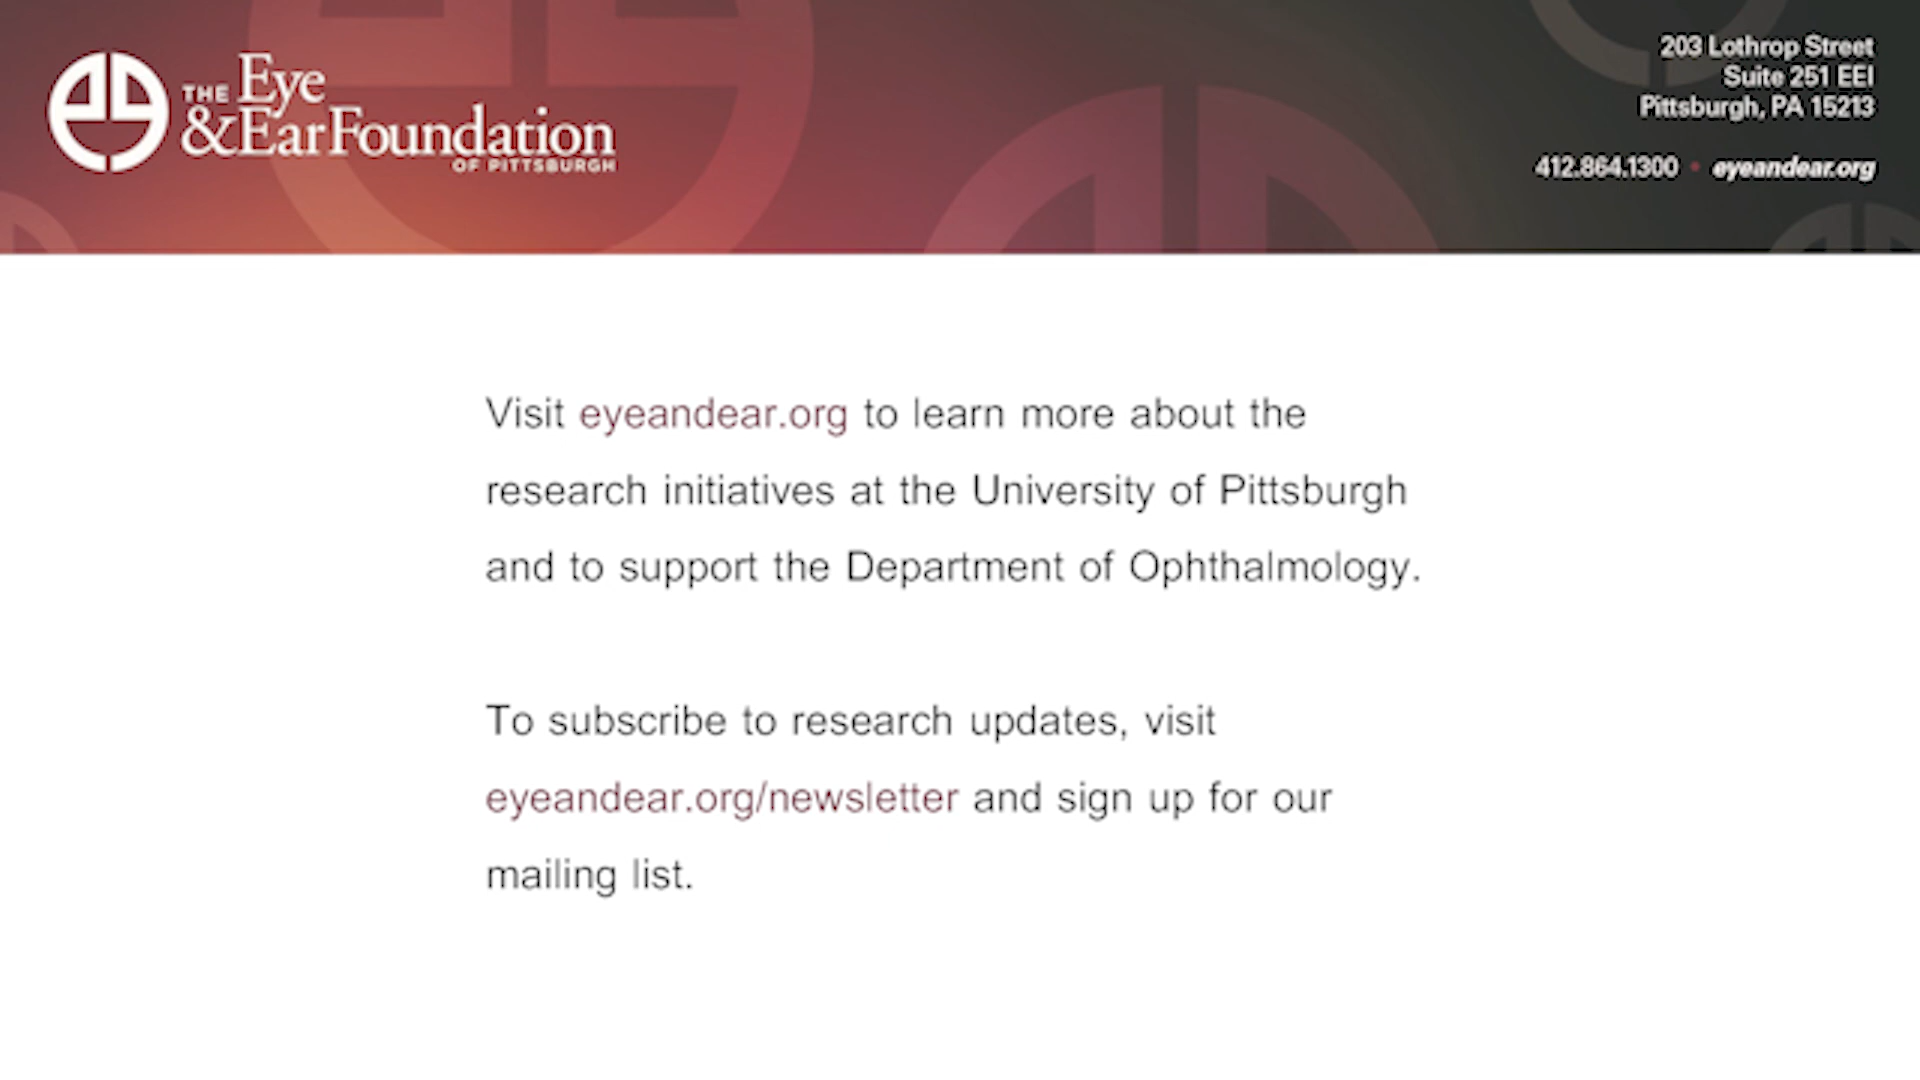 THE Eye
&Ear Foundation
OF PITTSBURGH
203 Lothrop Street
Suite 251 EEI
Pittsburgh, PA 15213
412.864.1300 • eyeandear.org
Visit eyeandear.org to learn more about the
research initiatives at the University of Pittsburgh
and to support the Department of Ophthalmology.
To subscribe to research updates, visit
eyeandear.org/newsletter and sign up for our
mailing list.